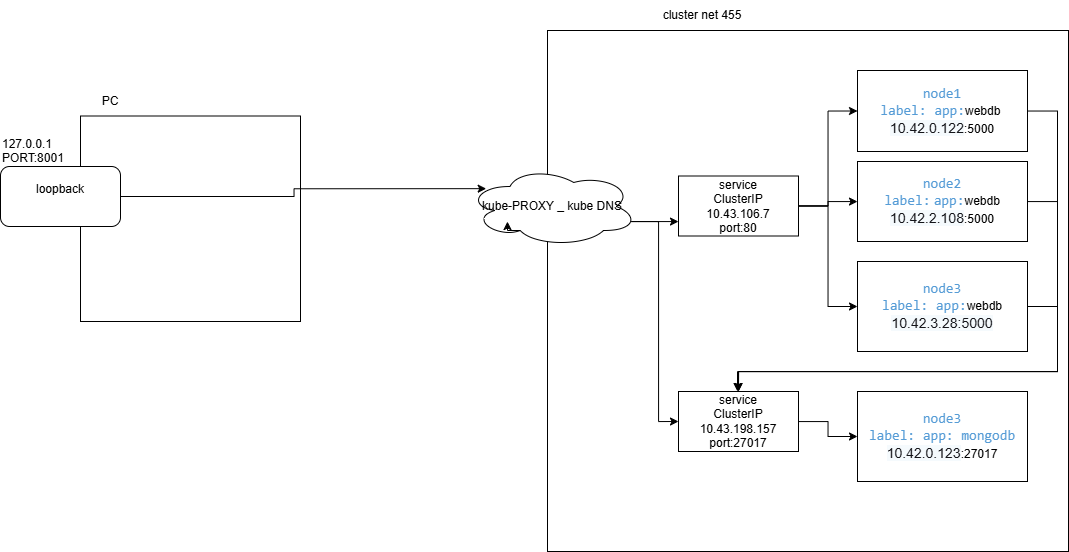 cluster net 455
PC
127.0.0.1
PORT:8001
loopback
kube-PROXY _ kube DNS
service
ClusterIP
10.43.106.7
port:80
node1
label: app:webdb
10.42.0.122:5000
node2
label: app:webdb
10.42.2.108:5000
node3
label: app:webdb
10.42.3.28:5000
service
ClusterIP
10.43.198.157
port:27017
node3
label: app: mongodb
10.42.0.123:27017